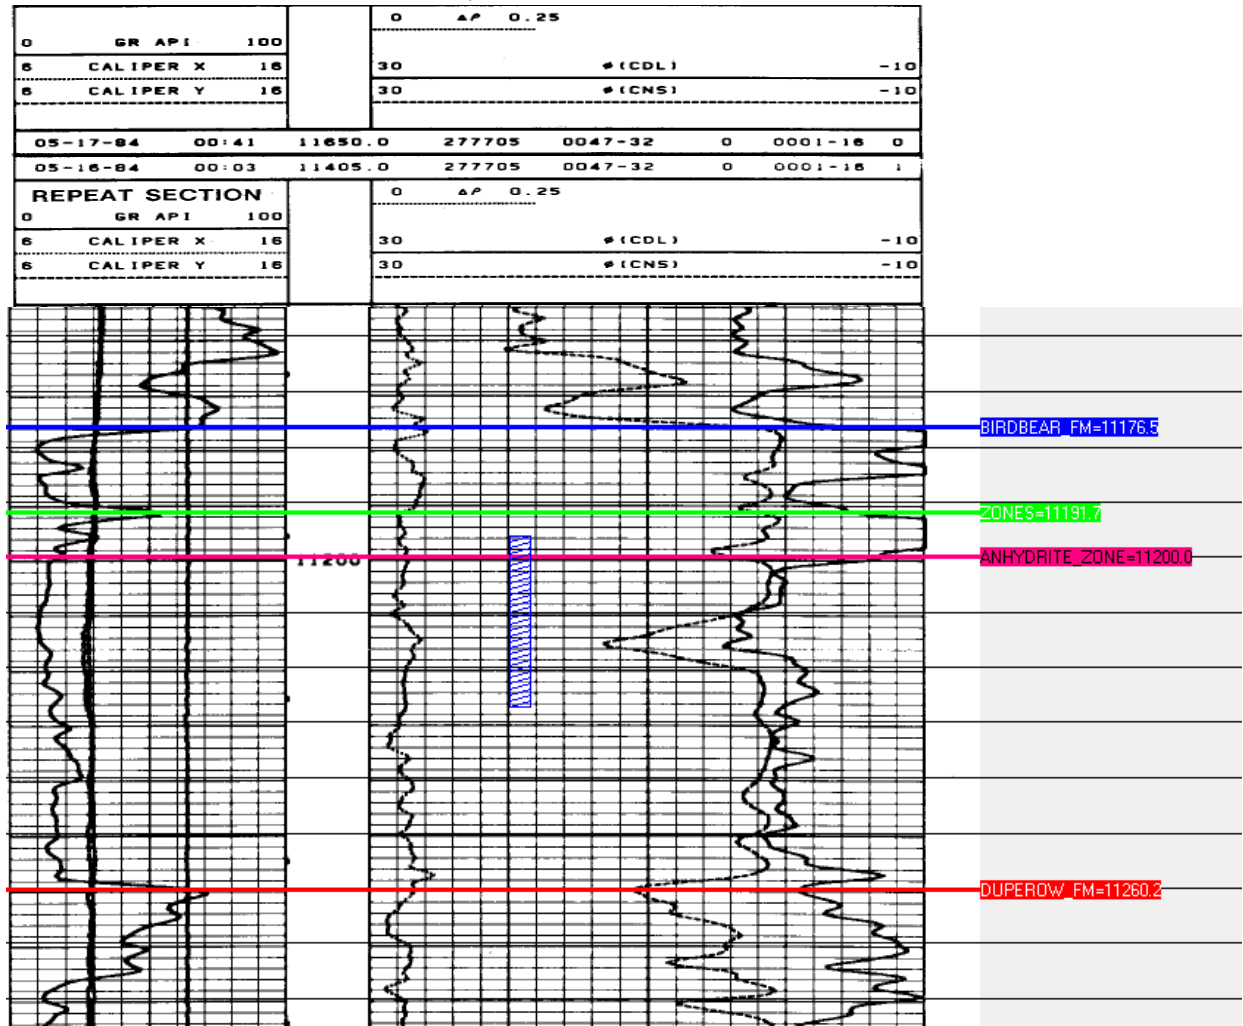 0 Δρ 0.25
0 GR API 100
6 CALIPER X 16 30 ø(CDL) -10
6 CALIPER Y 16 30 ø(CNS) -10
05-17-84 00:41 11650.0 277705 0047-32 0 0001-16 0
05-16-84 00:03 11405.0 277705 0047-32 0 0001-16 1
REPEAT SECTION 0 Δρ 0.25
0 GR API 100
6 CALIPER X 16 30 ø(CDL) -10
6 CALIPER Y 16 30 ø(CNS) -10
BIRDBEAR_FM=11176.5
ZONES=11191.7
11200 ANHYDRITE_ZONE=11200.0
DUPEROW_FM=11260.2